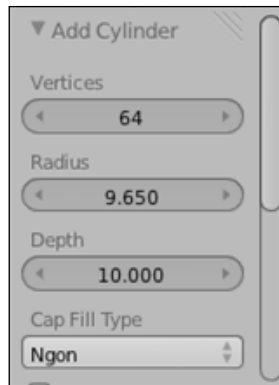 Add Cylinder
Vertices
64
Radius
9.650
Depth
10.000
Cap Fill Type
Ngon